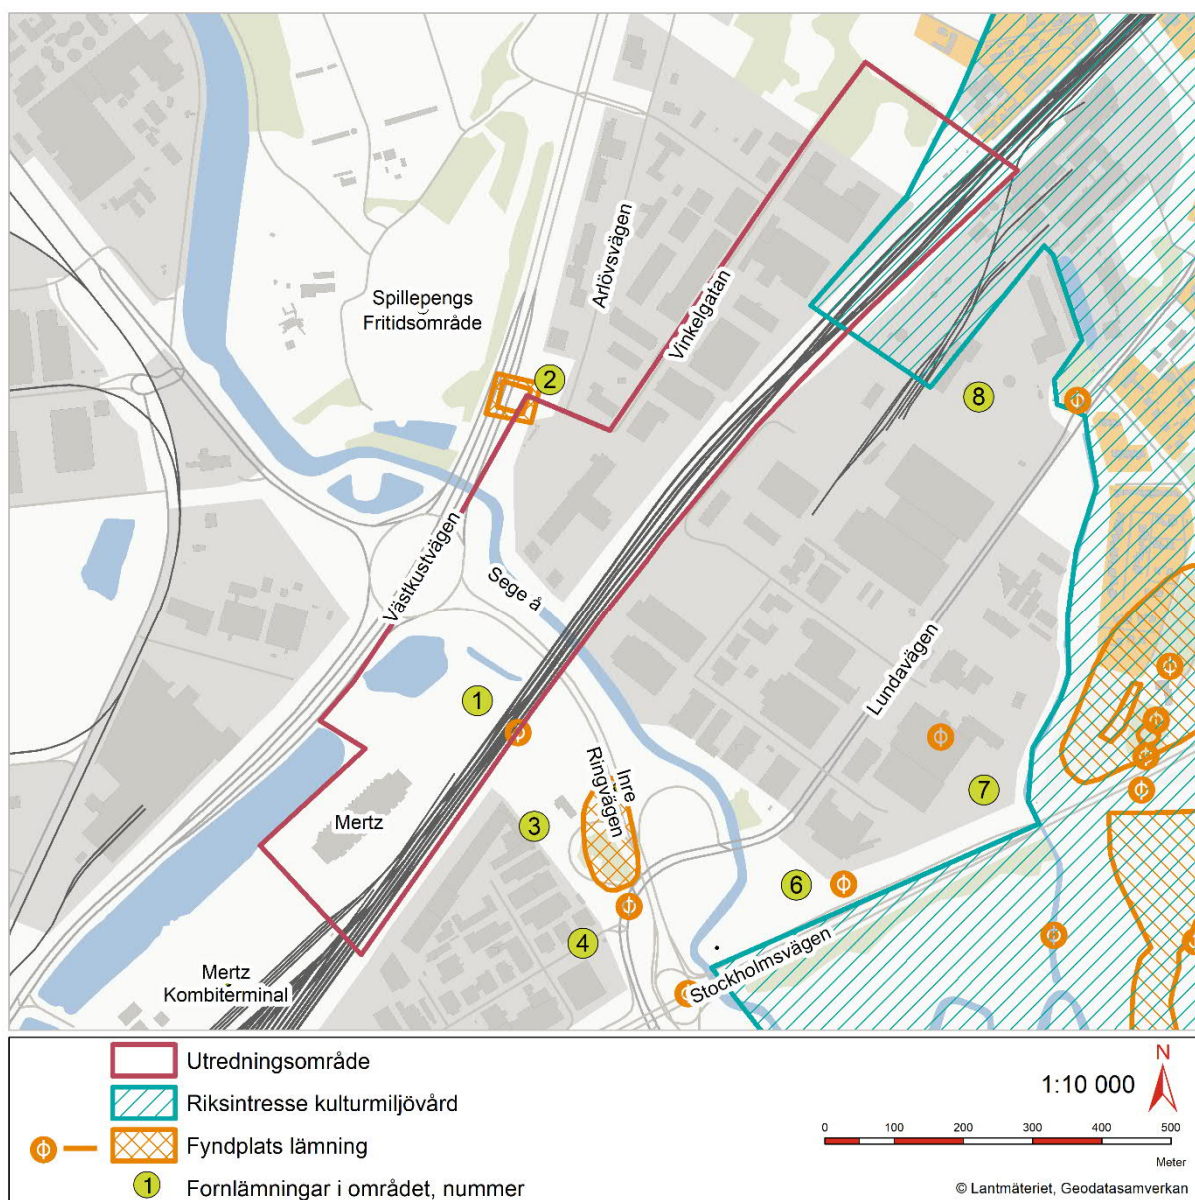 Spillepengs
Fritidsområde
Arlövsvägen
Vinkelgatan
2
8
Västkustvägen
Sege å
Lundavägen
1
Inre
Ringvägen
7
Mertz
3
6
4
Stockholmsvägen
Mertz
Kombiterminal
Utredningsområde
Riksintresse kulturmiljövård
Fyndplats lämning
1 Fornlämningar i området, nummer
1:10 000
N
0 100 200 300 400 500
Meter
© Lantmäteriet, Geodatasamverkan